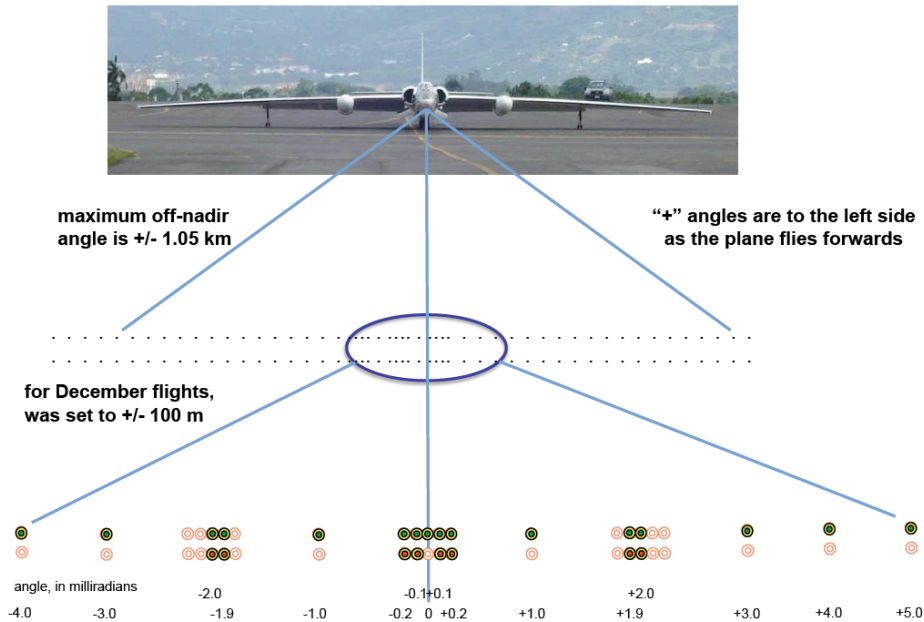 maximum off-nadir
angle is +/- 1.05 km
“+” angles are to the left side
as the plane flies forwards
for December flights,
was set to +/- 100 m
angle, in milliradians
-2.0 -0.1 +0.1 +2.0
-4.0 -3.0 -1.9 -1.0 -0.2 0 +0.2 +1.0 +1.9 +3.0 +4.0 +5.0